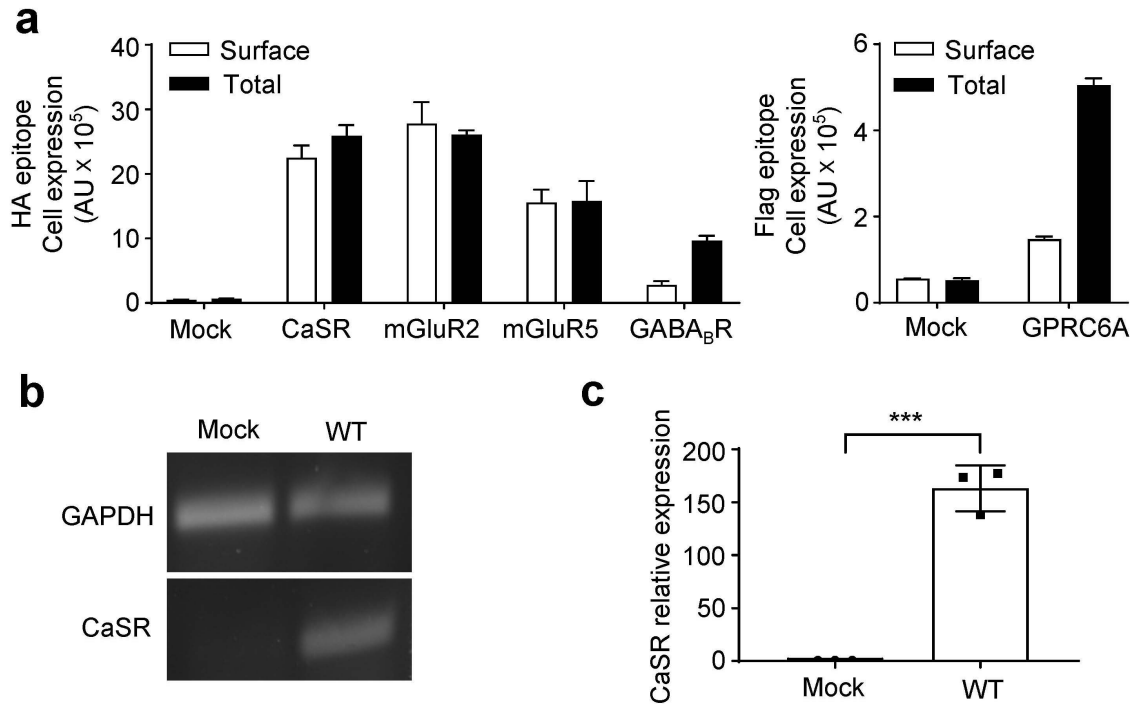 a
HA epitope
Cell expression
(AU x 10⁵)
40
30
20
10
0
Surface
Total
Mock
CaSR
mGluR2
mGluR5
GABA_BR
Flag epitope
Cell expression
(AU x 10⁵)
6
4
2
0
Surface
Total
Mock
GPRC6A
b
Mock
WT
GAPDH
CaSR
c
CaSR relative expression
200
150
100
50
0
***
Mock
WT